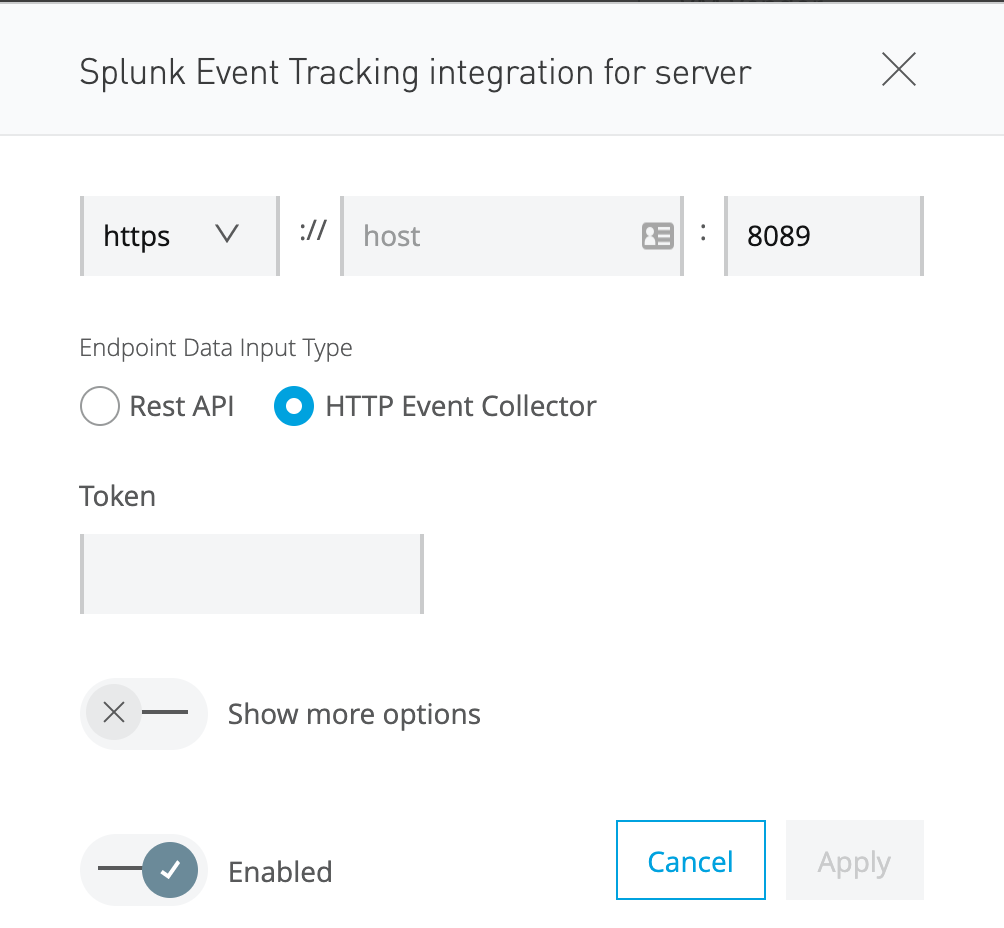 Splunk Event Tracking integration for server
https :// host : 8089
Endpoint Data Input Type
Rest API HTTP Event Collector
Token
Show more options
Enabled Cancel Apply